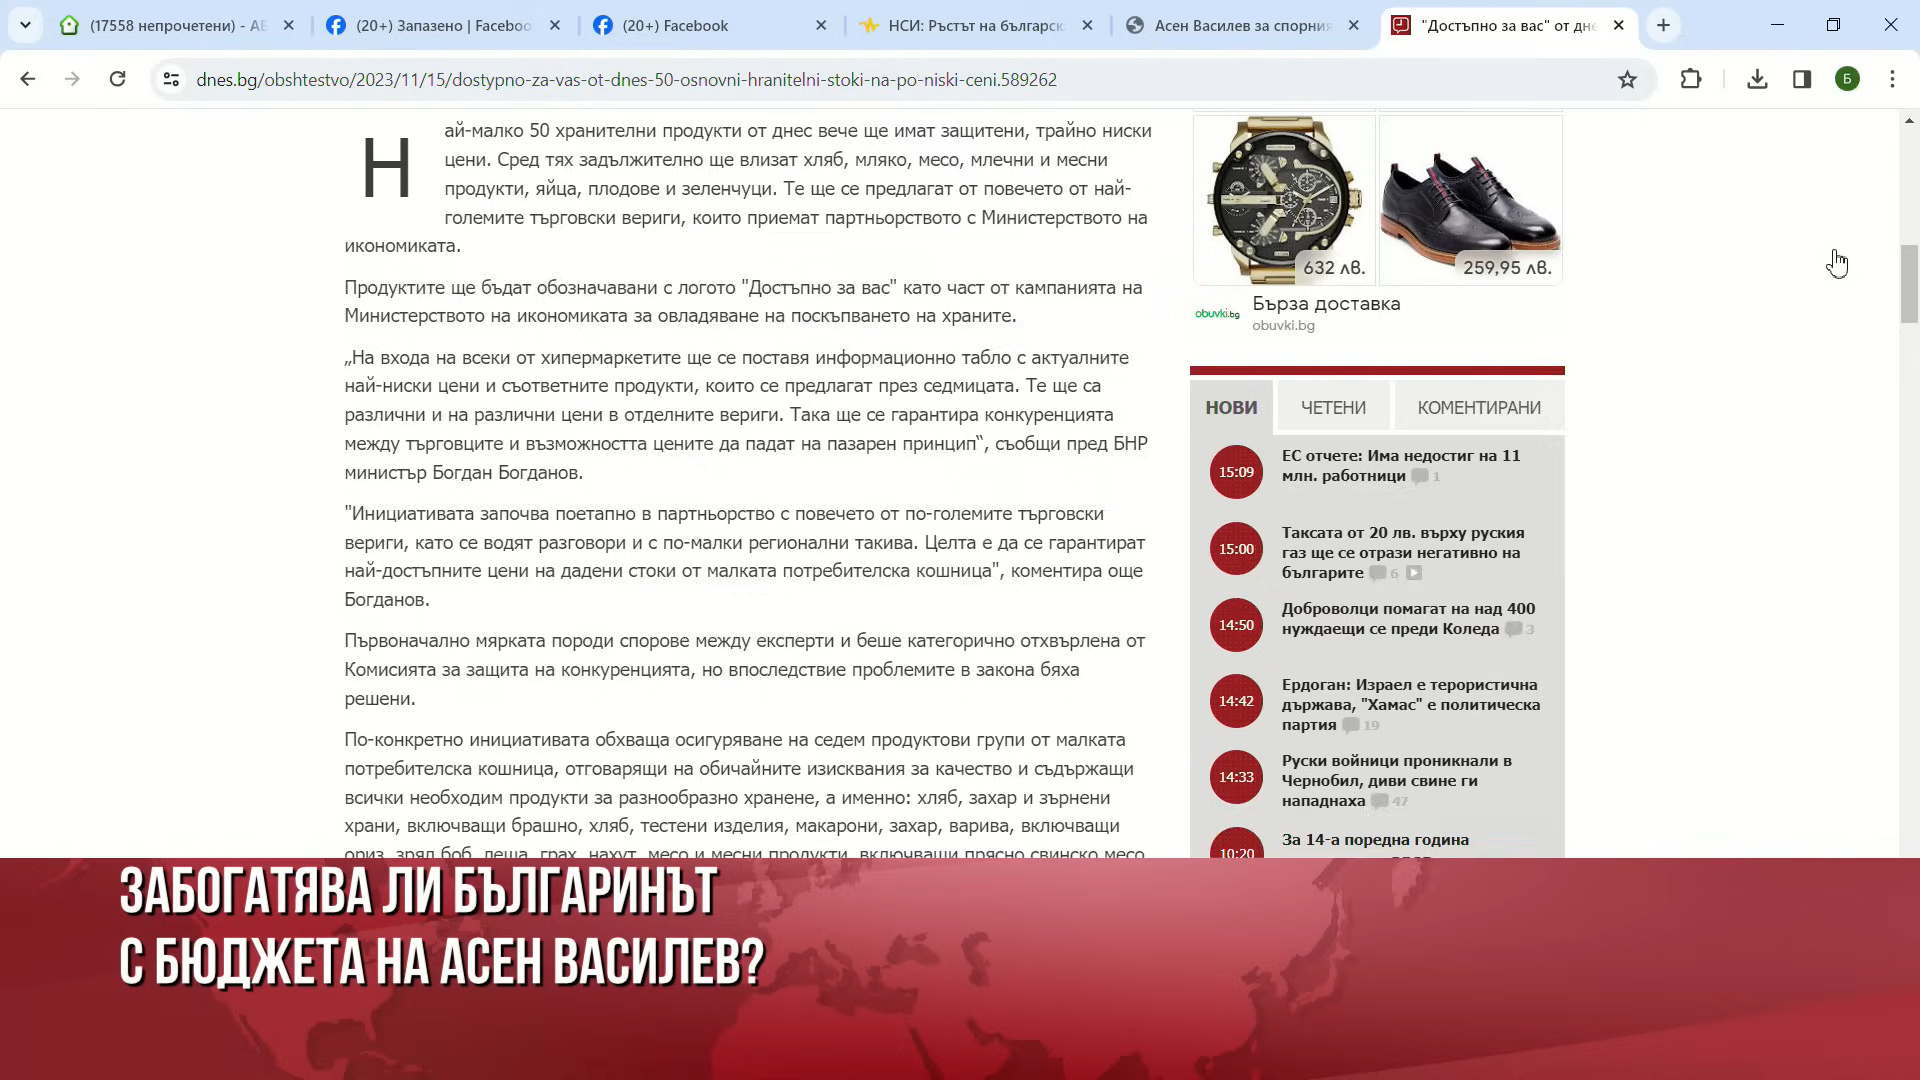 (17558 непрочетени) - АБ
(20+) Запазено | Faceboo
(20+) Facebook
НСИ: Ръстът на българск
Асен Василев за спорния
"Достъпно за вас" от дне
dnes.bg/obshtestvo/2023/11/15/dostypno-za-vas-ot-dnes-50-osnovni-hranitelni-stoki-na-po-niski-ceni.589262
Б
Най-малко 50 хранителни продукти от днес вече ще имат защитени, трайно ниски
цени. Сред тях задължително ще влизат хляб, мляко, месо, млечни и месни
продукти, яйца, плодове и зеленчуци. Те ще се предлагат от повечето от най-
големите търговски вериги, които приемат партньорството с Министерството на
икономиката.
Продуктите ще бъдат обозначавани с логото "Достъпно за вас" като част от кампанията на
Министерството на икономиката за овладяване на поскъпването на храните.
„На входа на всеки от хипермаркетите ще се поставя информационно табло с актуалните
най-ниски цени и съответните продукти, които се предлагат през седмицата. Те ще са
различни и на различни цени в отделните вериги. Така ще се гарантира конкуренцията
между търговците и възможността цените да падат на пазарен принцип“, съобщи пред БНР
министър Богдан Богданов.
"Инициативата започва поетапно в партньорство с повечето от по-големите търговски
вериги, като се водят разговори и с по-малки регионални такива. Целта е да се гарантират
най-достъпните цени на дадени стоки от малката потребителска кошница", коментира още
Богданов.
Първоначално мярката породи спорове между експерти и беше категорично отхвърлена от
Комисията за защита на конкуренцията, но впоследствие проблемите в закона бяха
решени.
По-конкретно инициативата обхваща осигуряване на седем продуктови групи от малката
потребителска кошница, отговарящи на обичайните изисквания за качество и съдържащи
всички необходим продукти за разнообразно хранене, а именно: хляб, захар и зърнени
храни, включващи брашно, хляб, тестени изделия, макарони, захар, варива, включващи
ориз, зрял боб, леща, грах, нахут, месо и месни продукти, включващи прясно свинско месо
632 лв.
259,95 лв.
obuvki.bg
Бърза доставка
obuvki.bg
НОВИ
ЧЕТЕНИ
КОМЕНТИРАНИ
15:09
ЕС отчете: Има недостиг на 11
млн. работници 1
15:00
Таксата от 20 лв. върху руския
газ ще се отрази негативно на
българите 6
14:50
Доброволци помагат на над 400
нуждаещи се преди Коледа 3
14:42
Ердоган: Израел е терористична
държава, "Хамас" е политическа
партия 19
14:33
Руски войници проникнали в
Чернобил, диви свине ги
нападнаха 47
10:20
За 14-а поредна година
ЗАБОГАТЯВА ЛИ БЪЛГАРИНЪТ
С БЮДЖЕТА НА АСЕН ВАСИЛЕВ?